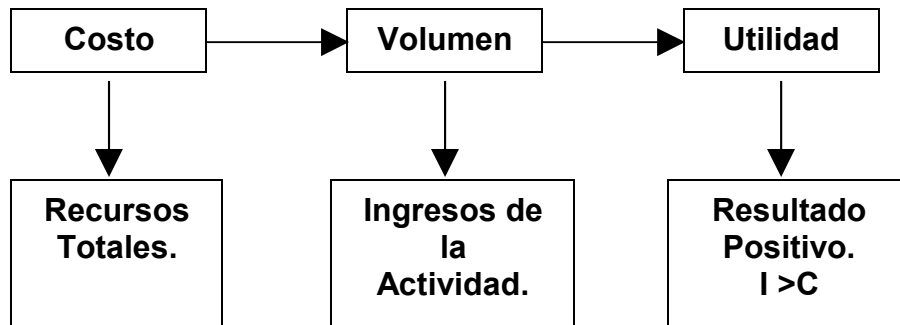 Costo
Volumen
Utilidad
Recursos
Totales.
Ingresos de
la
Actividad.
Resultado
Positivo.
I >C